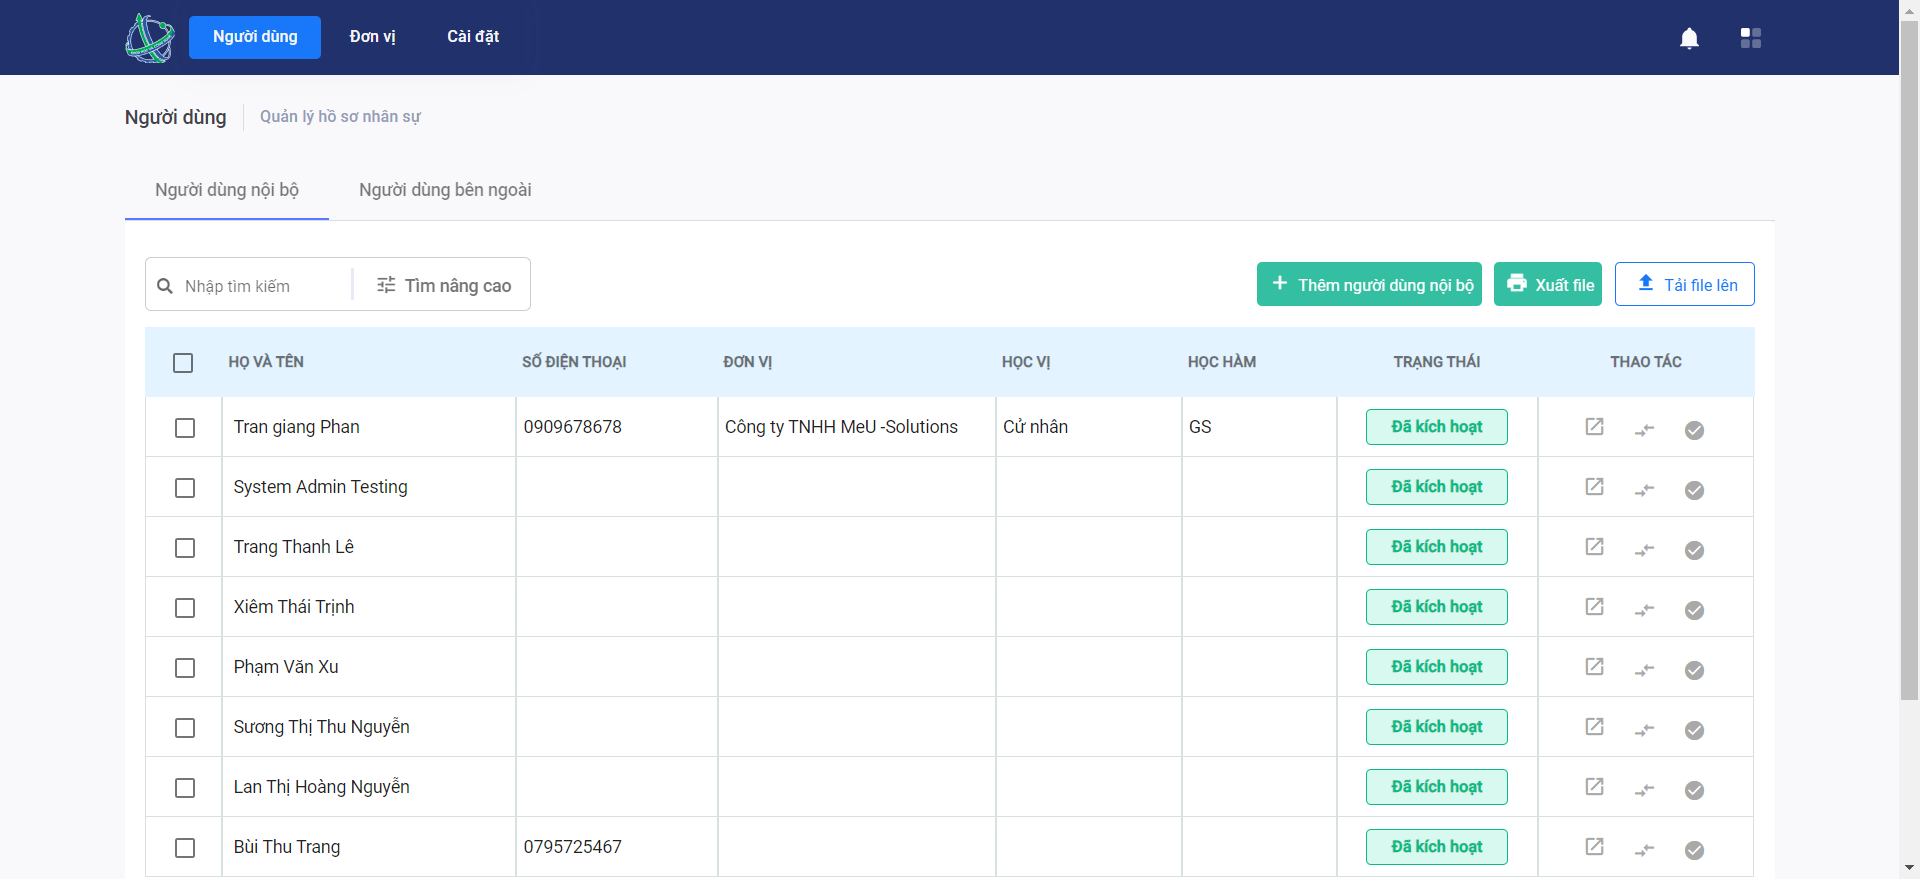 Người dùng Đơn vị Cài đặt
Người dùng Quản lý hồ sơ nhân sự
Người dùng nội bộ Người dùng bên ngoài
Nhập tìm kiếm Tìm nâng cao Thêm người dùng nội bộ Xuất file Tải file lên
HỌ VÀ TÊN SỐ ĐIỆN THOẠI ĐƠN VỊ HỌC VỊ HỌC HÀM TRẠNG THÁI THAO TÁC
Tran giang Phan 0909678678 Công ty TNHH MeU -Solutions Cử nhân GS Đã kích hoạt
System Admin Testing Đã kích hoạt
Trang Thanh Lê Đã kích hoạt
Xiêm Thái Trịnh Đã kích hoạt
Phạm Văn Xu Đã kích hoạt
Sương Thị Thu Nguyễn Đã kích hoạt
Lan Thị Hoàng Nguyễn Đã kích hoạt
Bùi Thu Trang 0795725467 Đã kích hoạt